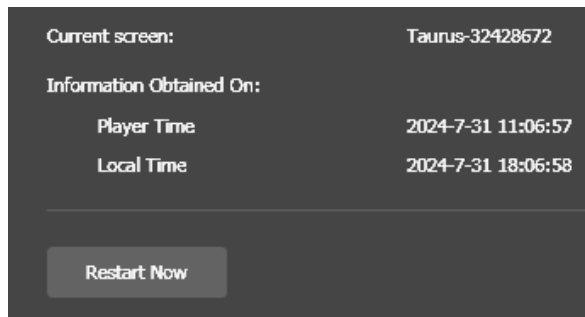 Current screen: Taurus-32428672
Information Obtained On:
Player Time 2024-7-31 11:06:57
Local Time 2024-7-31 18:06:58
Restart Now